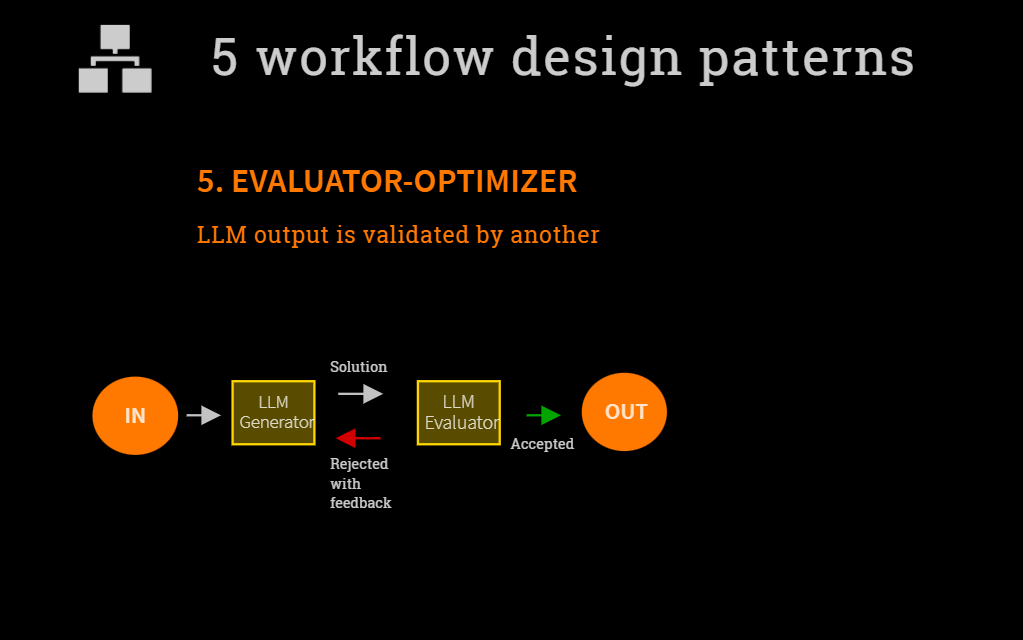 5 workflow design patterns
5. EVALUATOR-OPTIMIZER
LLM output is validated by another
IN
LLM
Generator
Solution
Rejected
with
feedback
LLM
Evaluator
Accepted
OUT